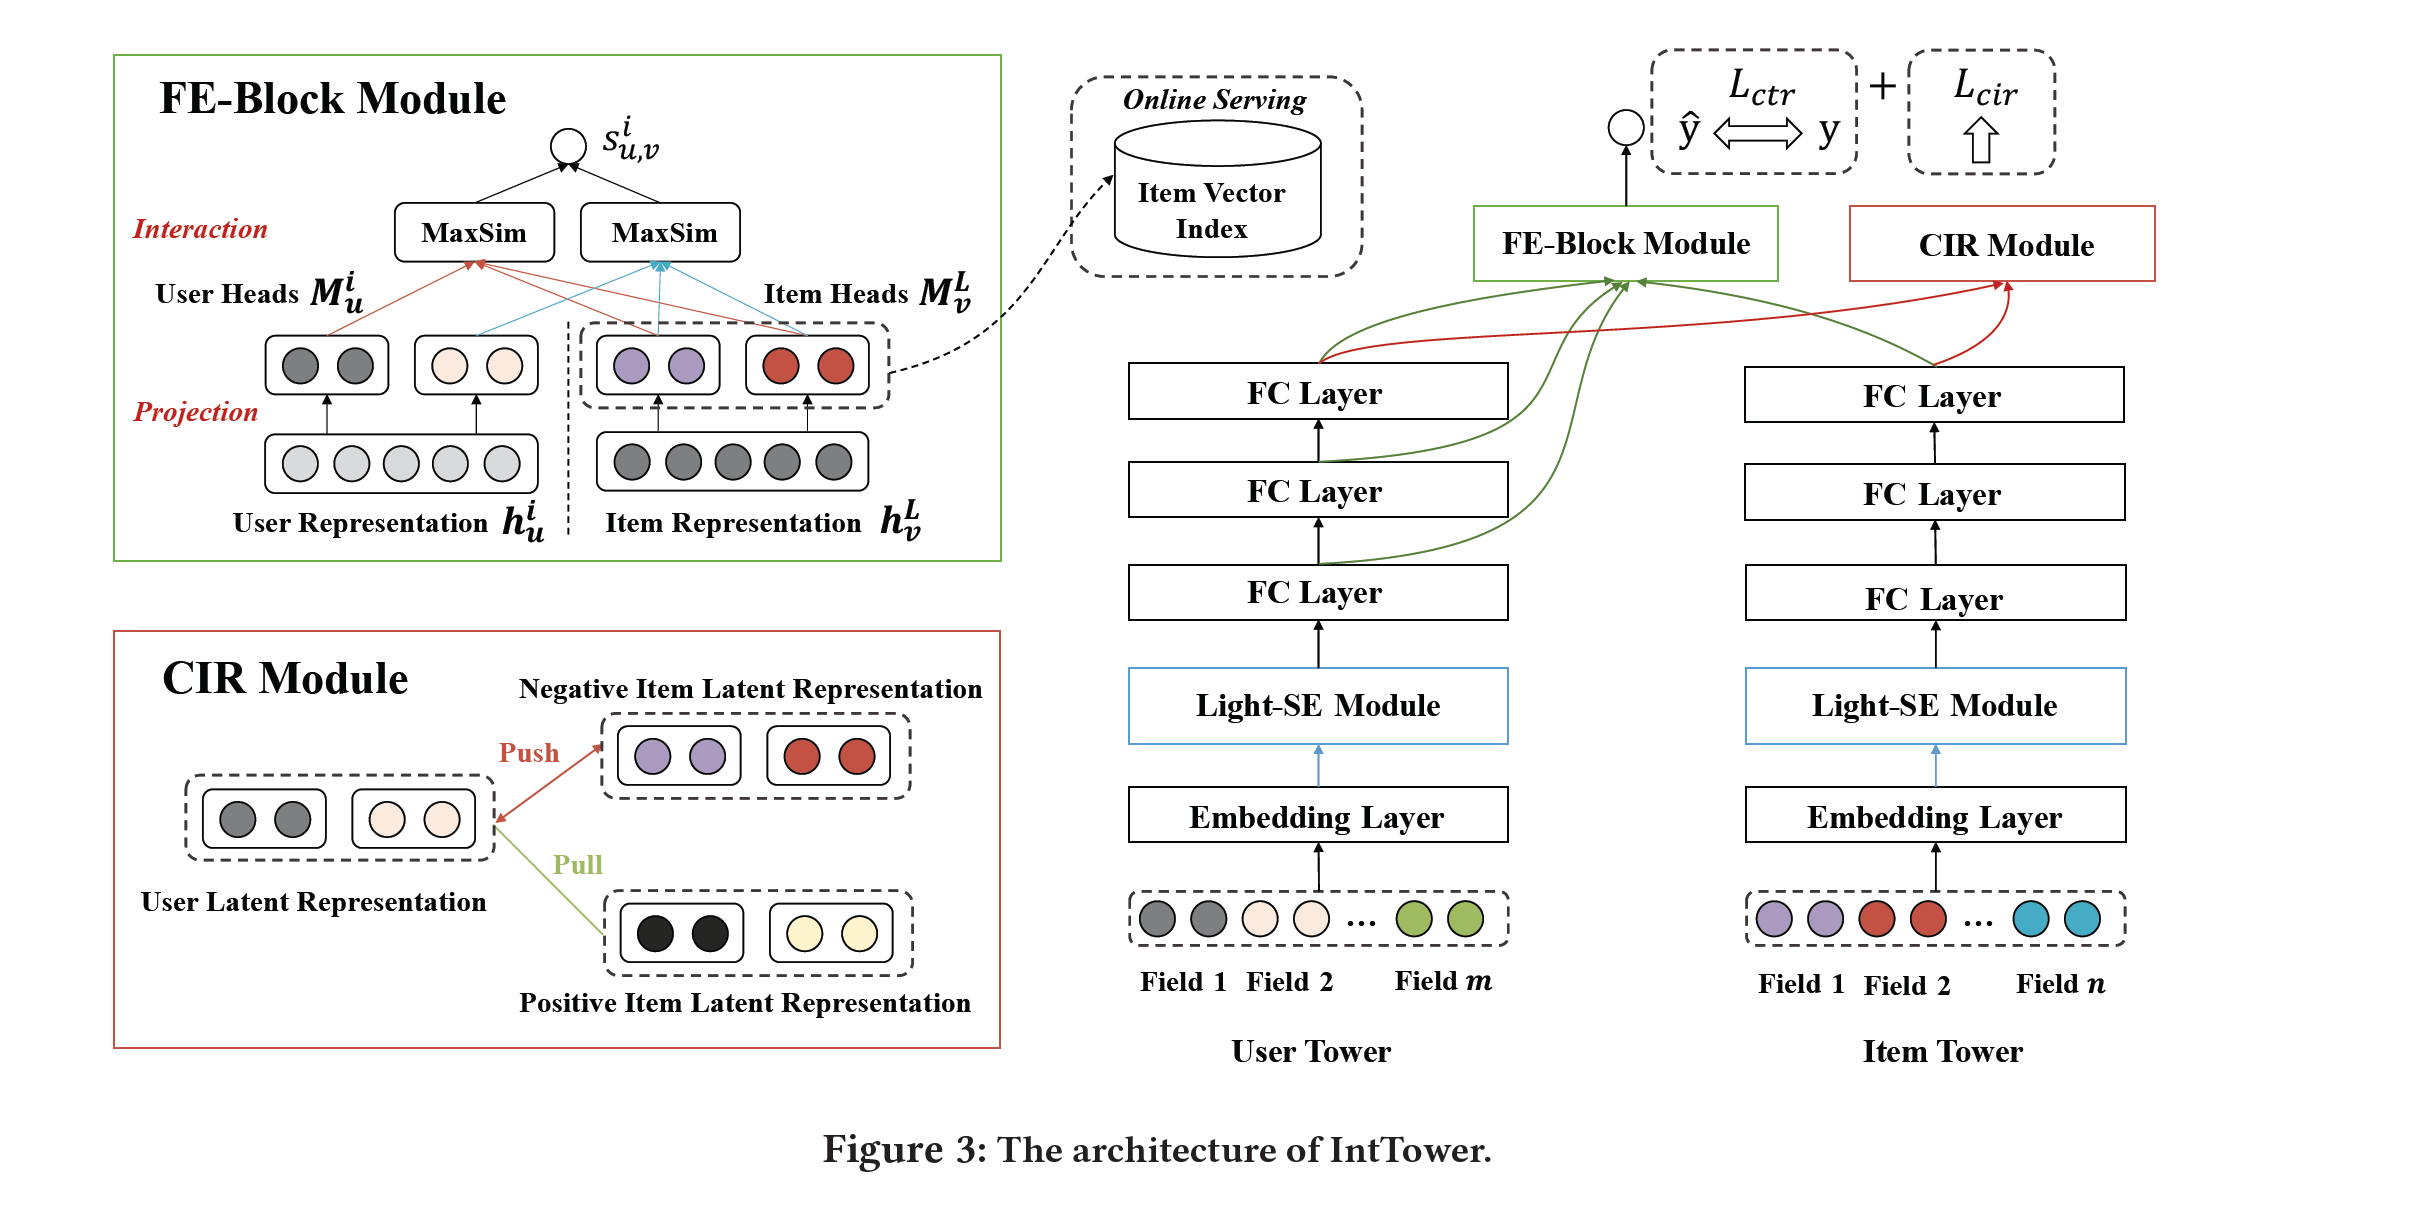 FE-Block Module
$s_{u,v}^{i}$
MaxSim MaxSim
Interaction
User Heads $M_u^i$ Item Heads $M_v^L$
Projection
User Representation $h_u^i$ Item Representation $h_v^L$
Online Serving
Item Vector
Index
$L_{ctr}$ + $L_{cir}$
ŷ y
FE-Block Module CIR Module
FC Layer FC Layer
FC Layer FC Layer
FC Layer FC Layer
Light-SE Module Light-SE Module
Embedding Layer Embedding Layer
... ...
Field 1 Field 2 Field m Field 1 Field 2 Field n
User Tower Item Tower
CIR Module
Negative Item Latent Representation
Push
Pull
User Latent Representation
Positive Item Latent Representation
Figure 3: The architecture of IntTower.